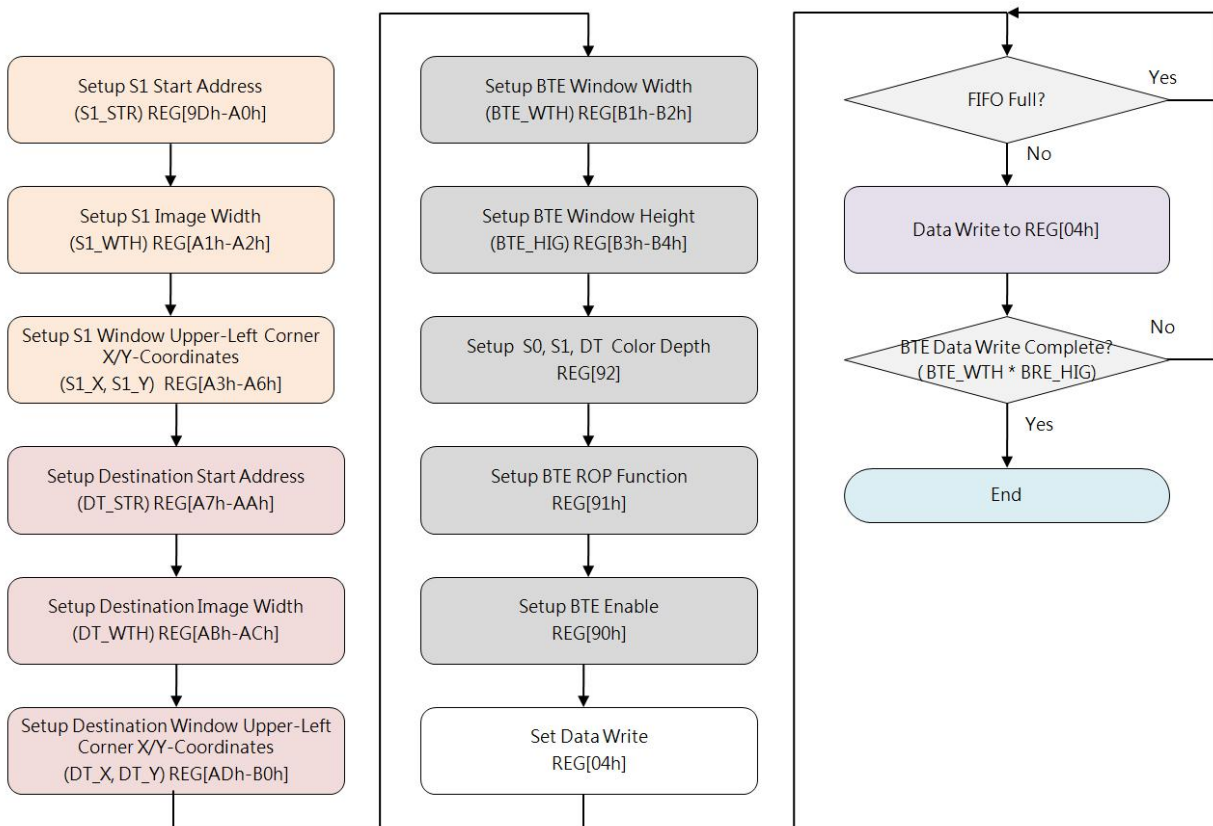 Setup S1 Start Address
(S1_STR) REG[9Dh-A0h]
Setup S1 Image Width
(S1_WTH) REG[A1h-A2h]
Setup S1 Window Upper-Left Corner
X/Y-Coordinates
(S1_X, S1_Y) REG[A3h-A6h]
Setup Destination Start Address
(DT_STR) REG[A7h-AAh]
Setup Destination Image Width
(DT_WTH) REG[ABh-ACh]
Setup Destination Window Upper-Left
Corner X/Y-Coordinates
(DT_X, DT_Y) REG[ADh-B0h]
Setup BTE Window Width
(BTE_WTH) REG[B1h-B2h]
Setup BTE Window Height
(BTE_HIG) REG[B3h-B4h]
Setup S0, S1, DT Color Depth
REG[92]
Setup BTE ROP Function
REG[91h]
Setup BTE Enable
REG[90h]
Set Data Write
REG[04h]
FIFO Full?
Yes
No
Data Write to REG[04h]
BTE Data Write Complete?
(BTE_WTH * BRE_HIG)
No
Yes
End